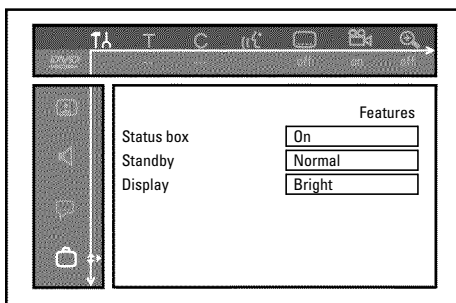 T C
DVD off on off
Features
Status box On
Standby Normal
Display Bright